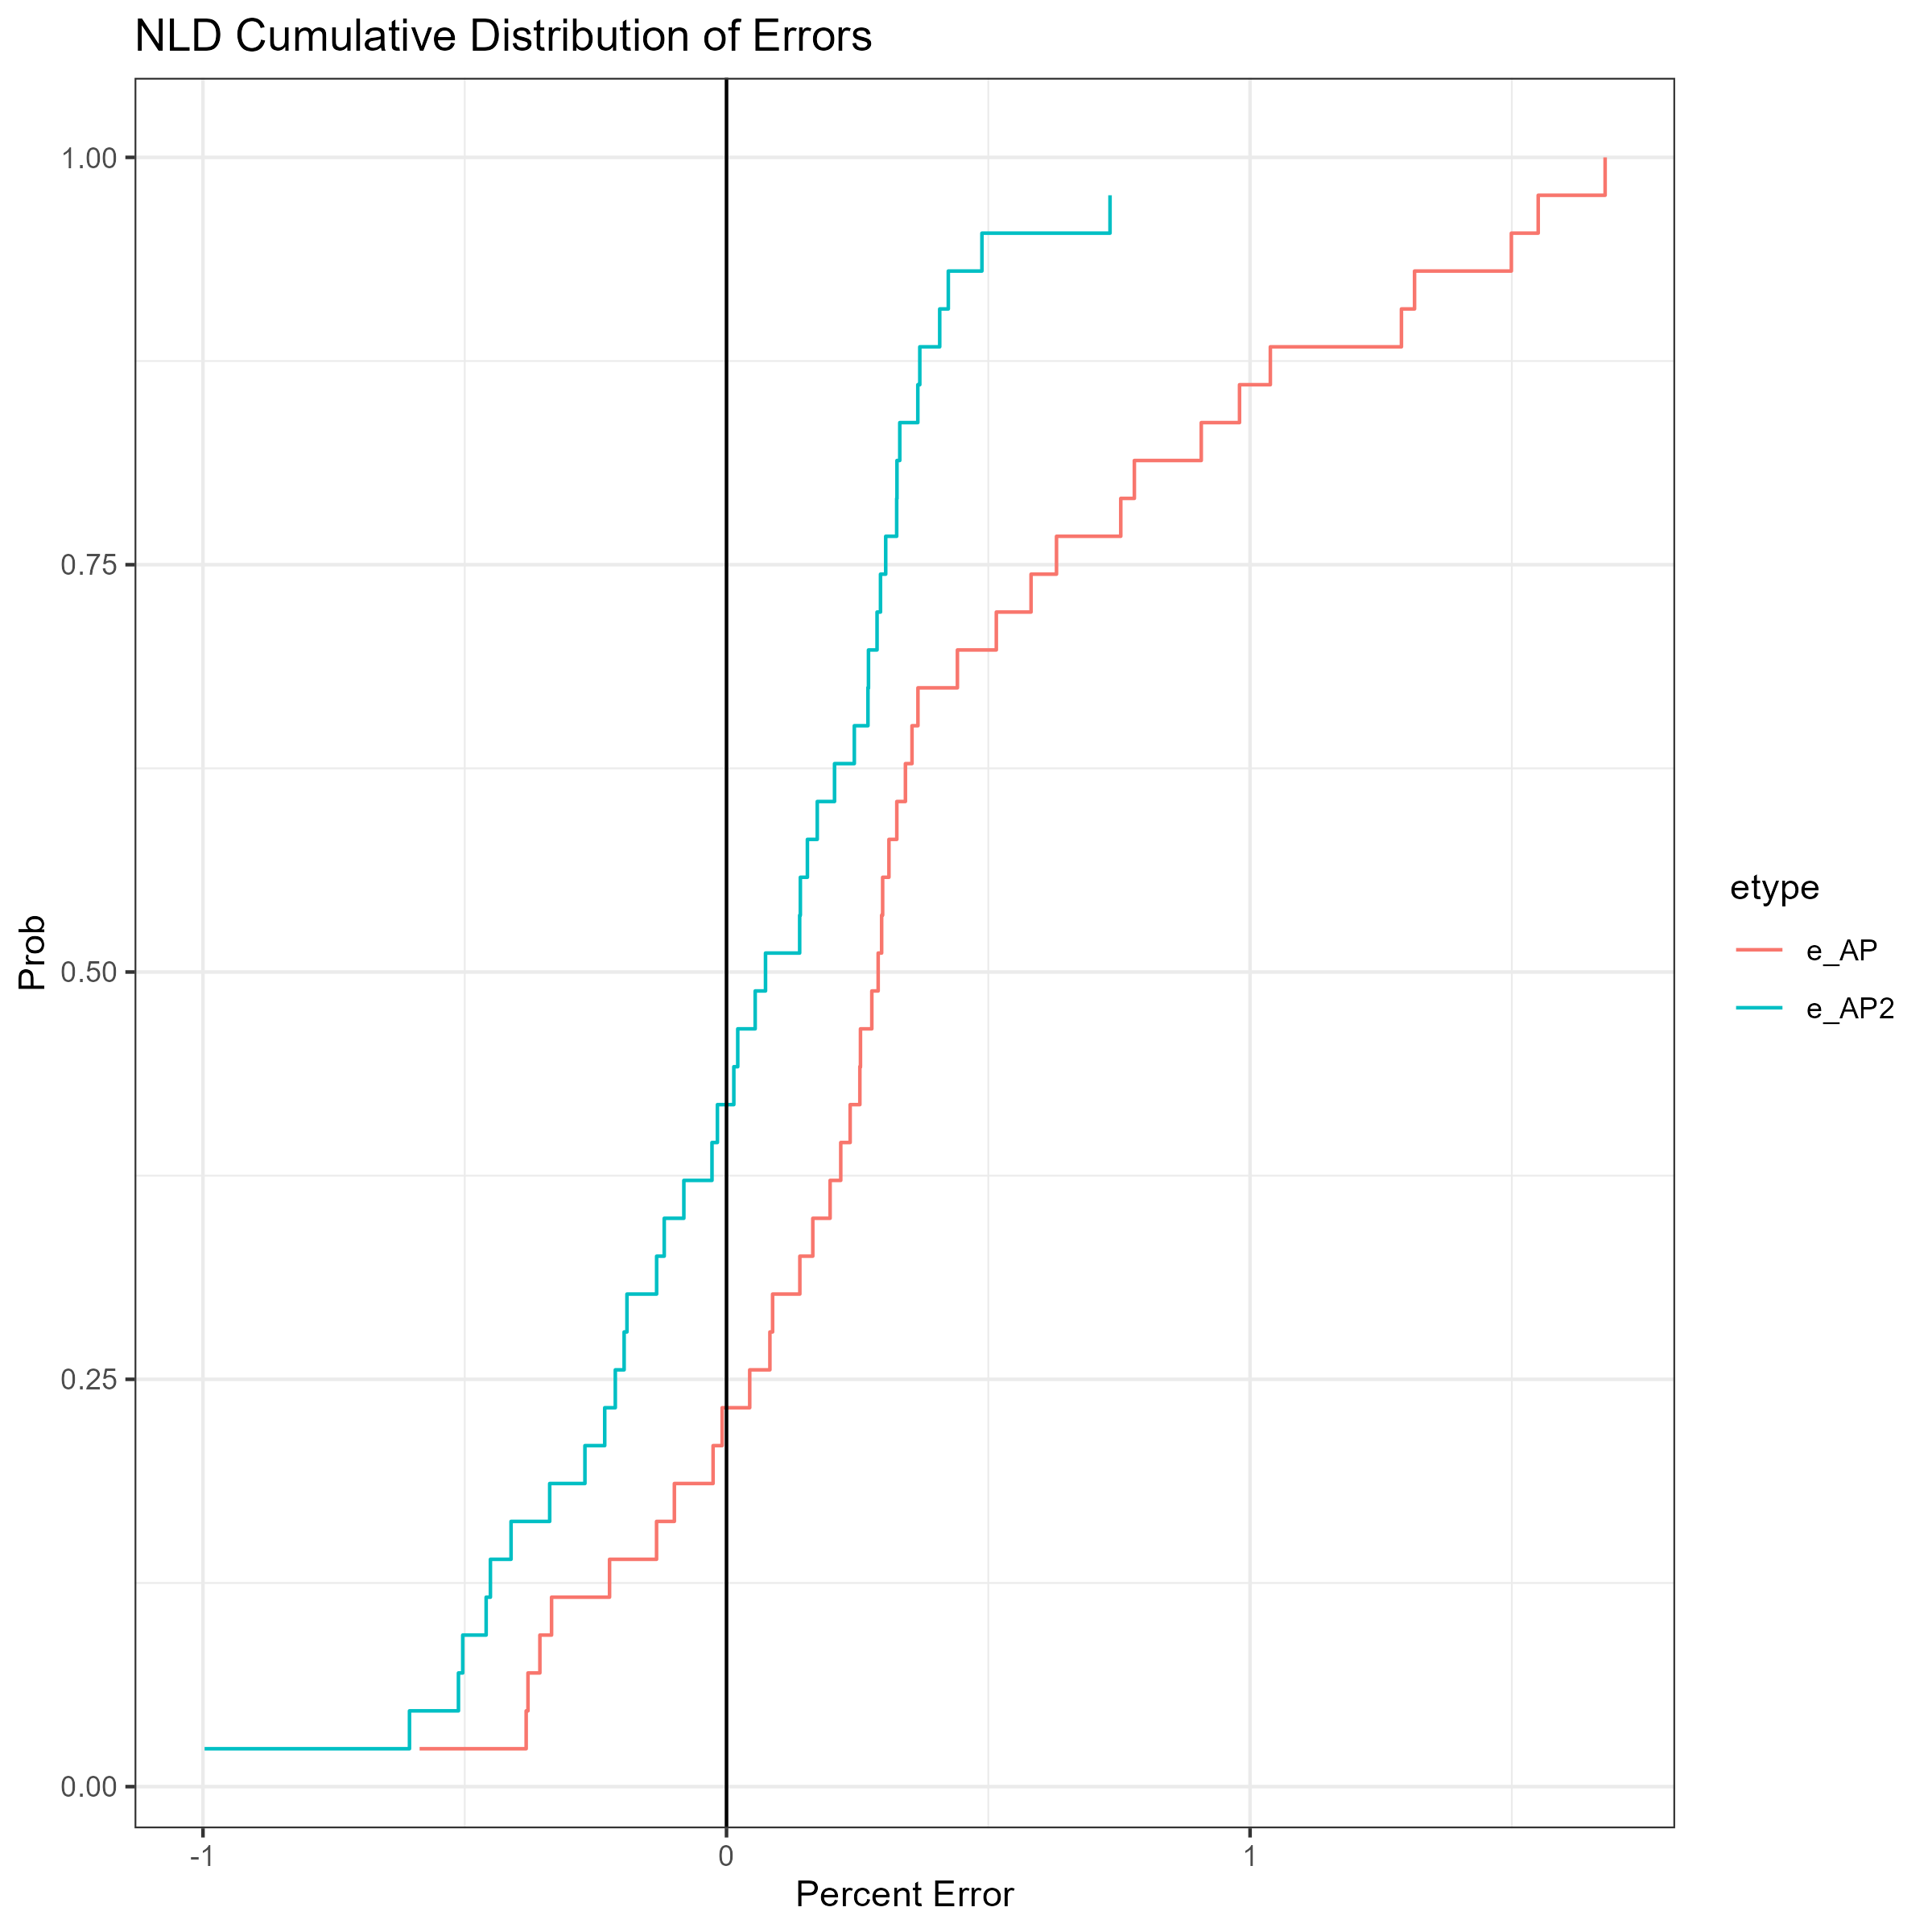 NLD Cumulative Distribution of Errors
1.00
0.75
0.50
0.25
0.00
Prob
-1
0
1
Percent Error
etype
e_AP
e_AP2